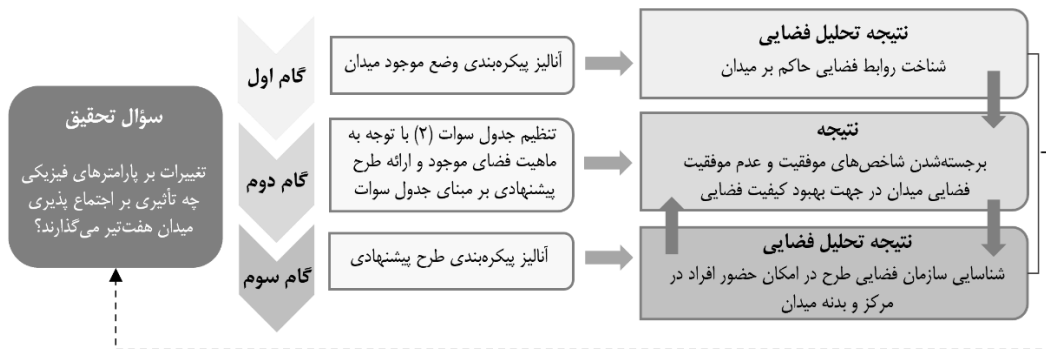 سؤال تحقیق
تغییرات بر پارامترهای فیزیکی
چه تأثیری بر اجتماع پذیری
میدان هفت‌تیر می‌گذارند؟
گام اول
آنالیز پیکره‌بندی وضع موجود میدان
نتیجه تحلیل فضایی
شناخت روابط فضایی حاکم بر میدان
گام دوم
تنظیم جدول سوات (۲) با توجه به
ماهیت فضای موجود و ارائه طرح
پیشنهادی بر مبنای جدول سوات
نتیجه
برجسته‌شدن شاخص‌های موفقیت و عدم موفقیت
فضایی میدان در جهت بهبود کیفیت فضایی
گام سوم
آنالیز پیکره‌بندی طرح پیشنهادی
نتیجه تحلیل فضایی
شناسایی سازمان فضایی طرح در امکان حضور افراد در
مرکز و بدنه میدان